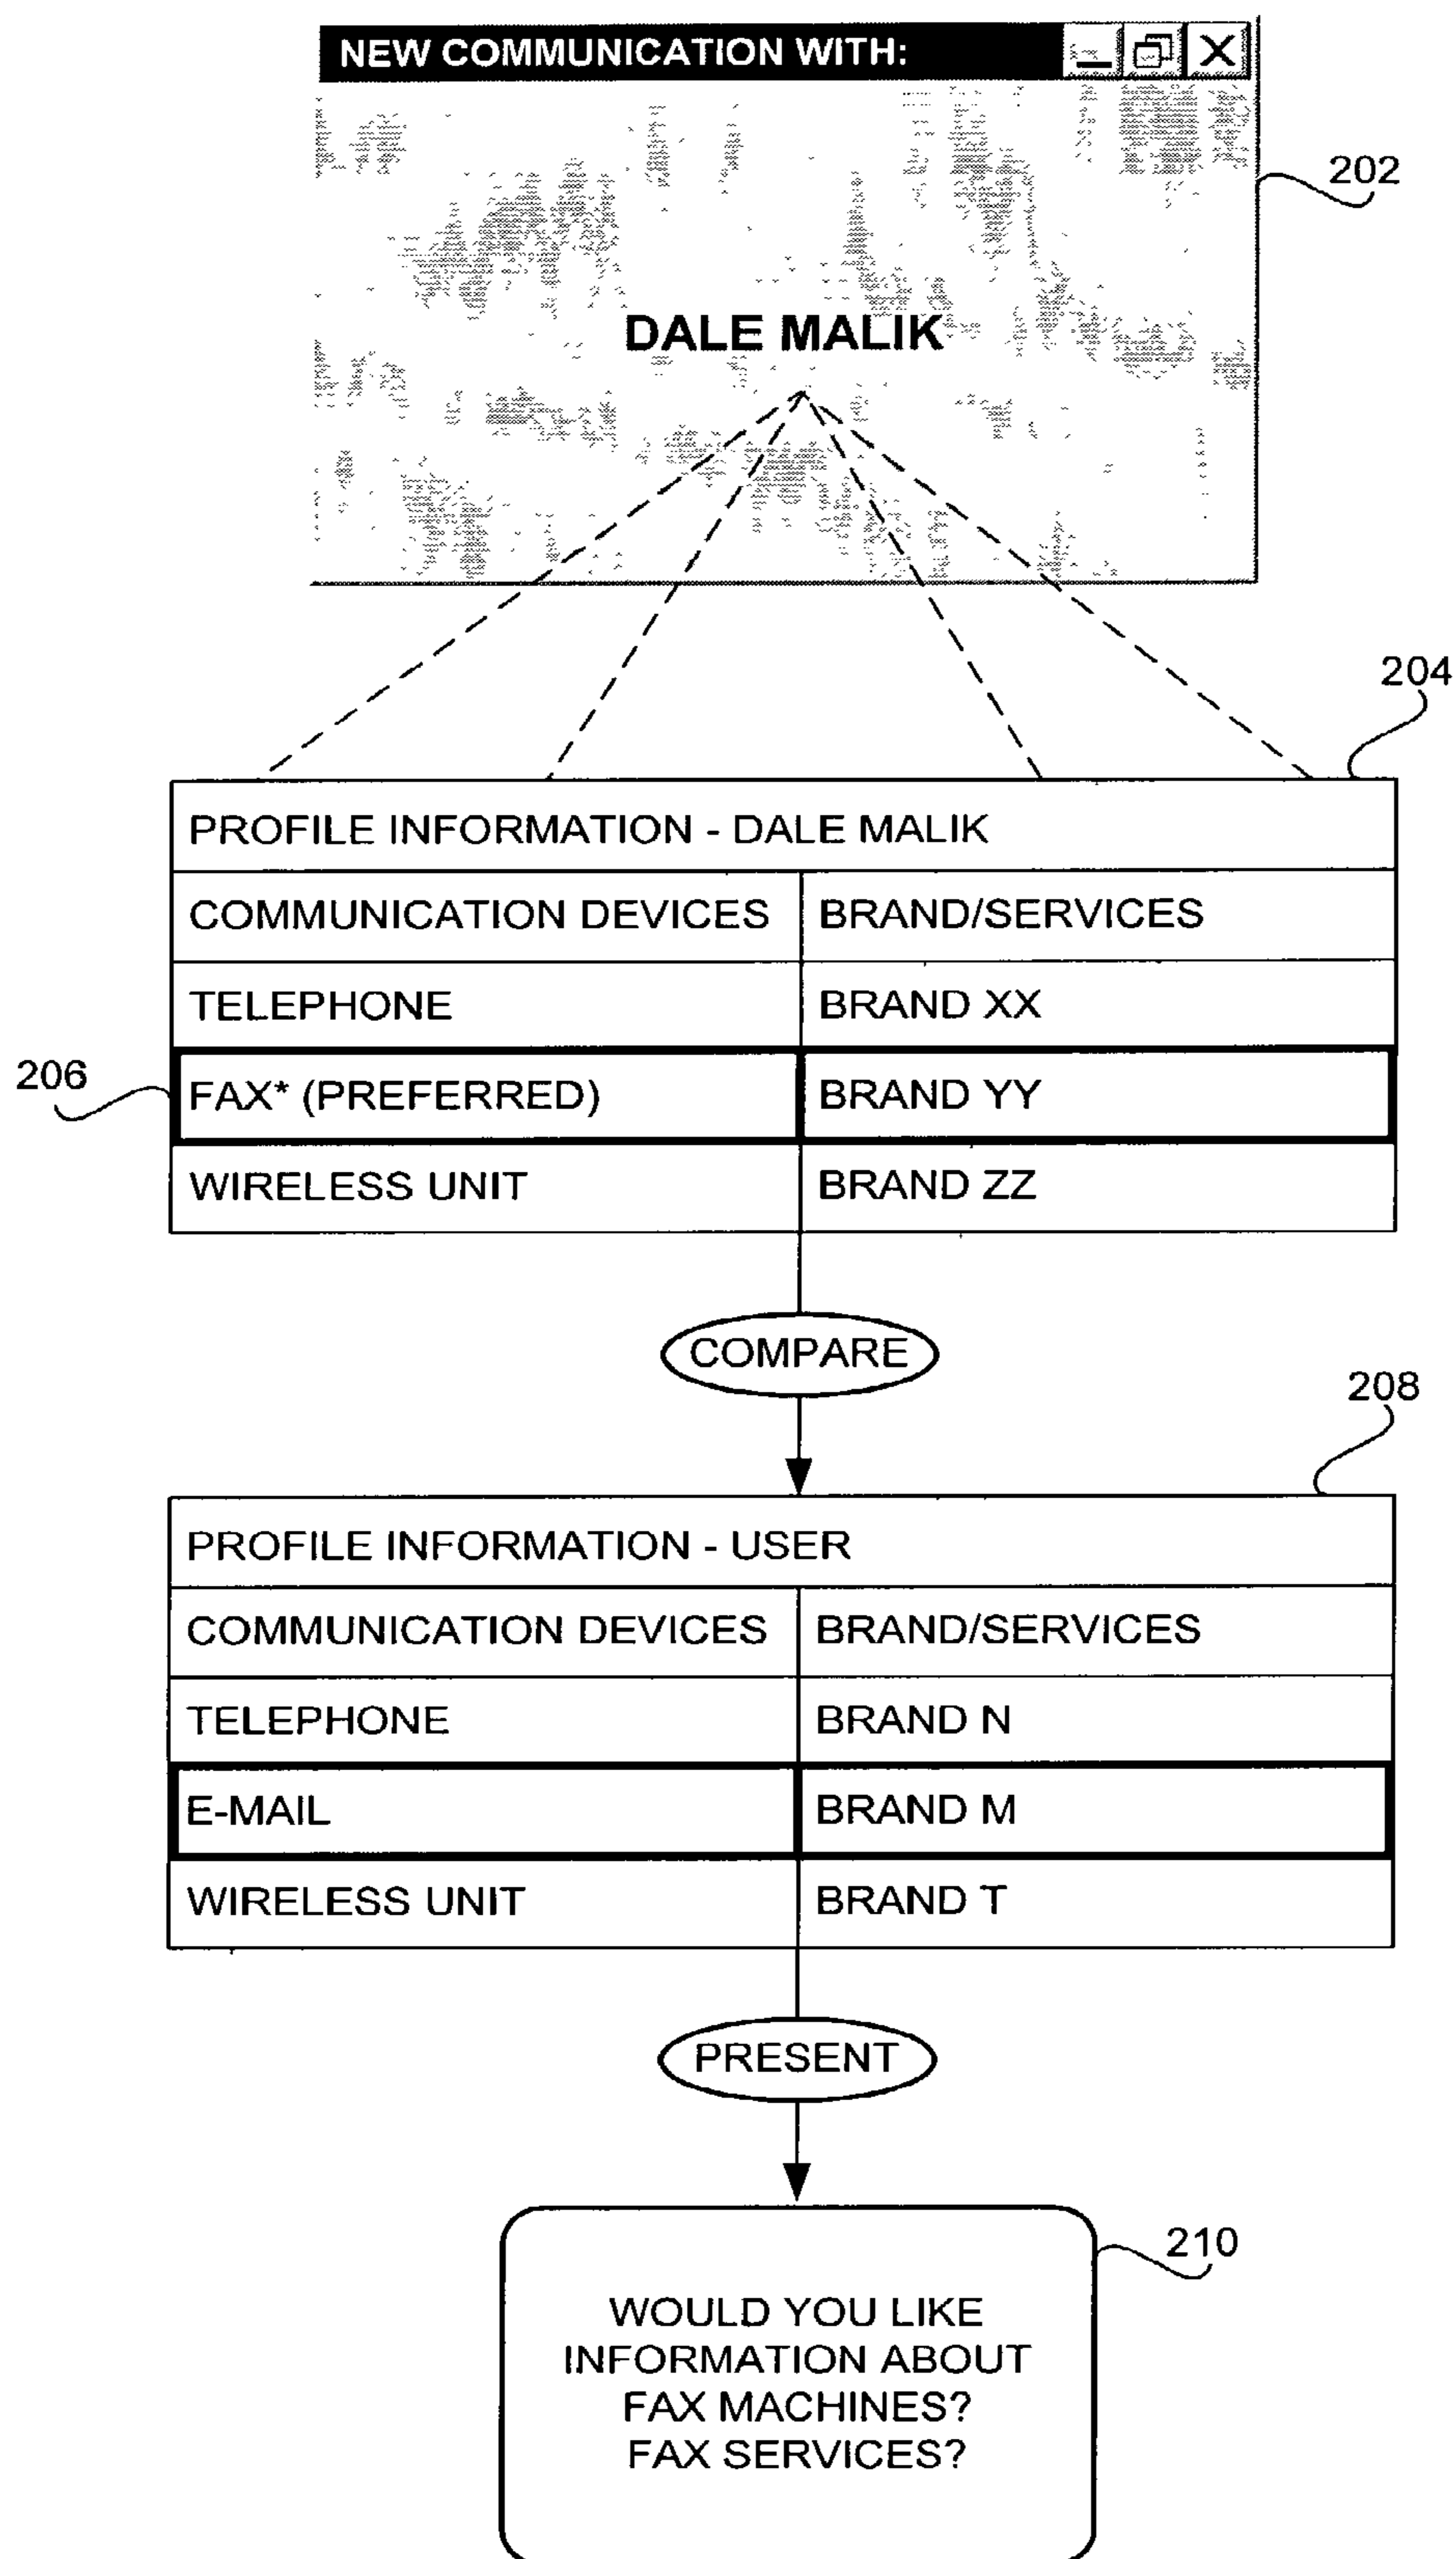 NEW COMMUNICATION WITH:
202
DALE MALIK
204
PROFILE INFORMATION - DALE MALIK
COMMUNICATION DEVICES BRAND/SERVICES
TELEPHONE BRAND XX
206
FAX* (PREFERRED) BRAND YY
WIRELESS UNIT BRAND ZZ
COMPARE
208
PROFILE INFORMATION - USER
COMMUNICATION DEVICES BRAND/SERVICES
TELEPHONE BRAND N
E-MAIL BRAND M
WIRELESS UNIT BRAND T
PRESENT
210
WOULD YOU LIKE
INFORMATION ABOUT
FAX MACHINES?
FAX SERVICES?